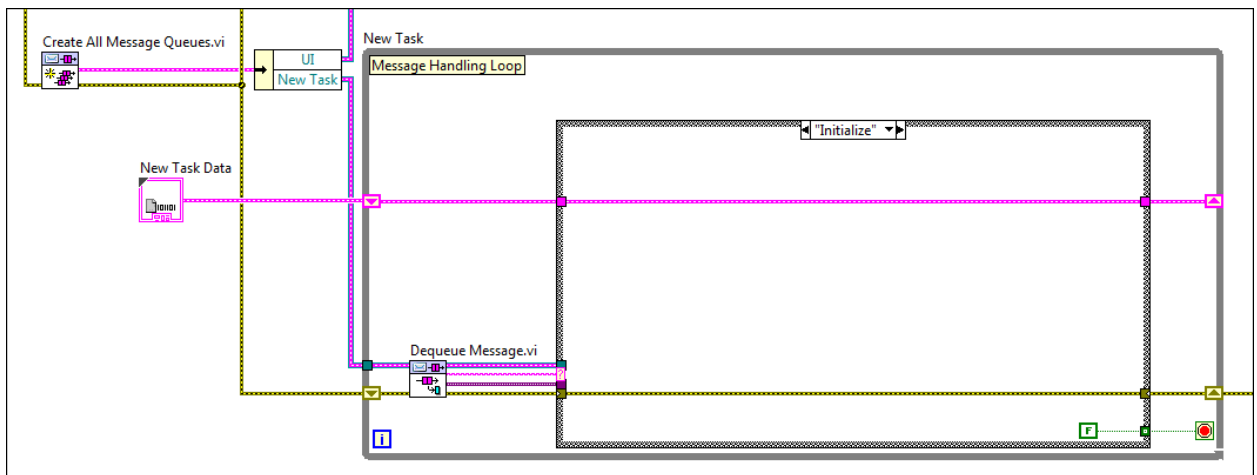 Create All Message Queues.vi
UI
New Task
New Task
Message Handling Loop
"Initialize"
New Task Data
Dequeue Message.vi
?
i
F